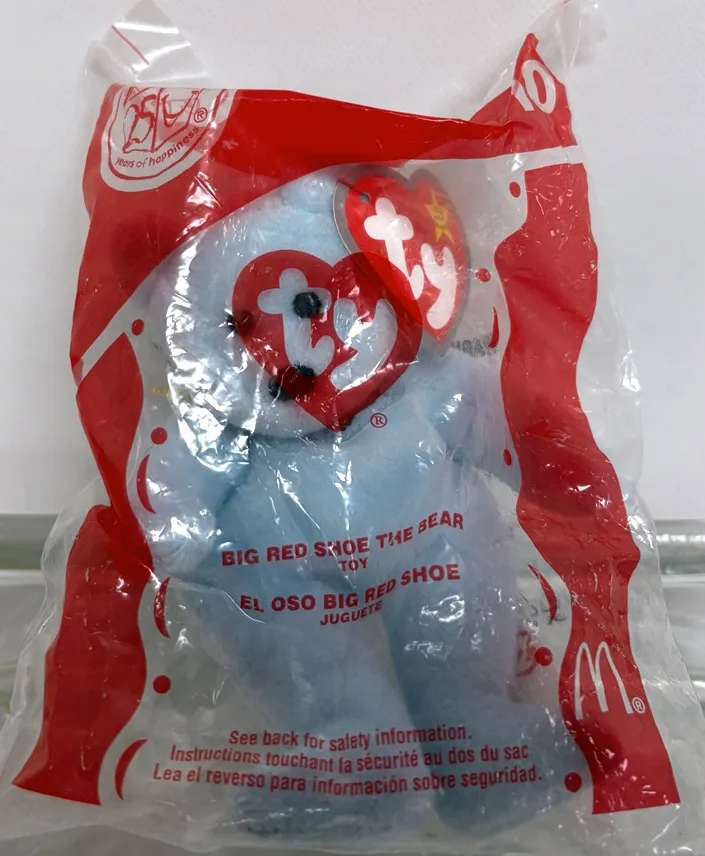 10
25
®
years of happiness
ty
ty
®
BIG RED SHOE THE BEAR
TOY
EL OSO BIG RED SHOE
JUGUETE
M®
See back for safety information.
Instructions touchant la sécurité au dos du sac
Lea el reverso para información sobre seguridad.